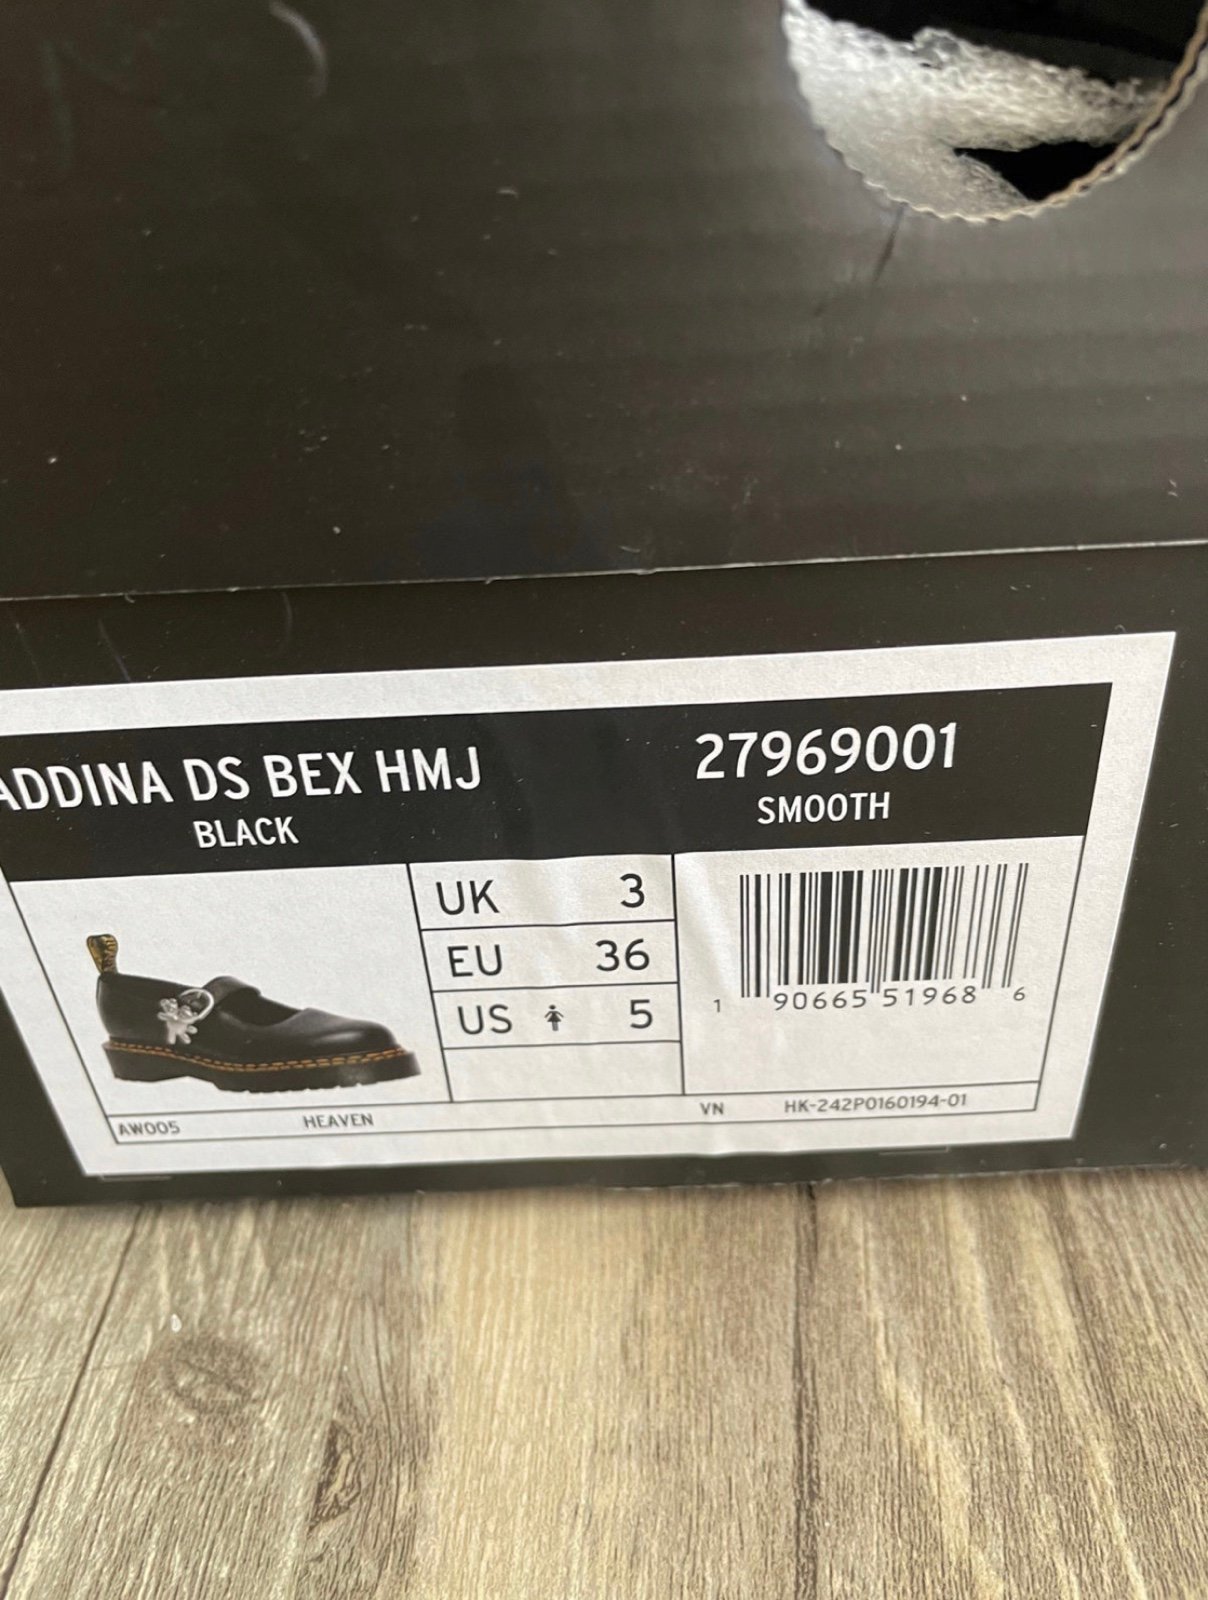 ADDINA DS BEX HMJ
BLACK
27969001
SMOOTH
UK 3
EU 36
US 5
1 90665 51968 6
AW005
HEAVEN
VN
HK-242P0160194-01